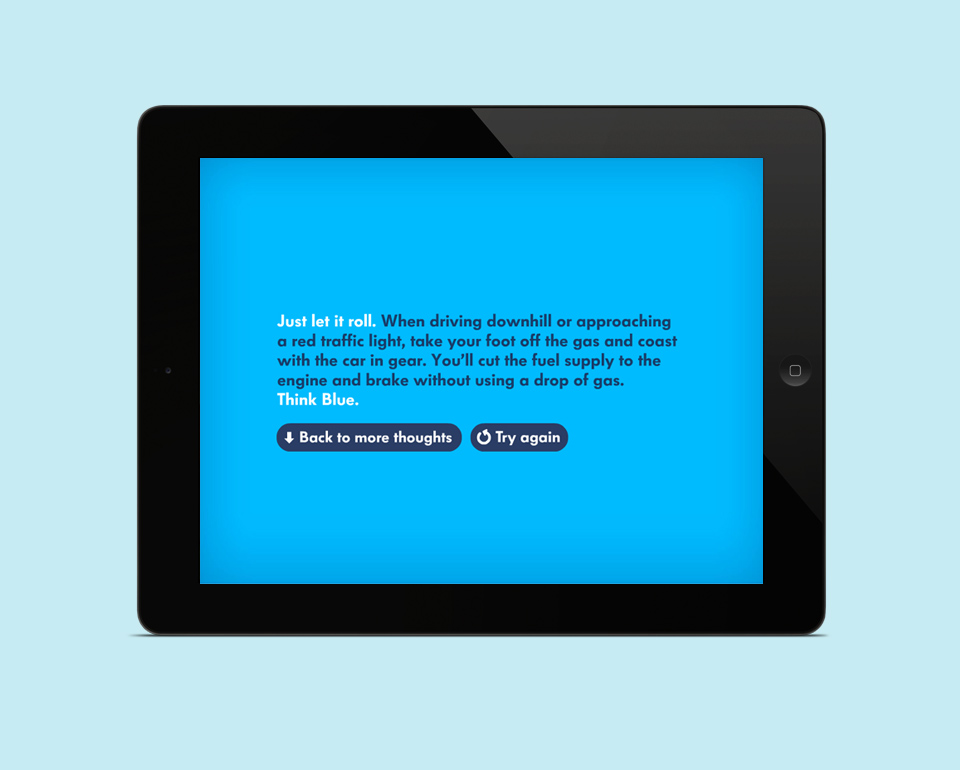 Just let it roll. When driving downhill or approaching
a red traffic light, take your foot off the gas and coast
with the car in gear. You'll cut the fuel supply to the
engine and brake without using a drop of gas.
Think Blue.
Back to more thoughts
Try again